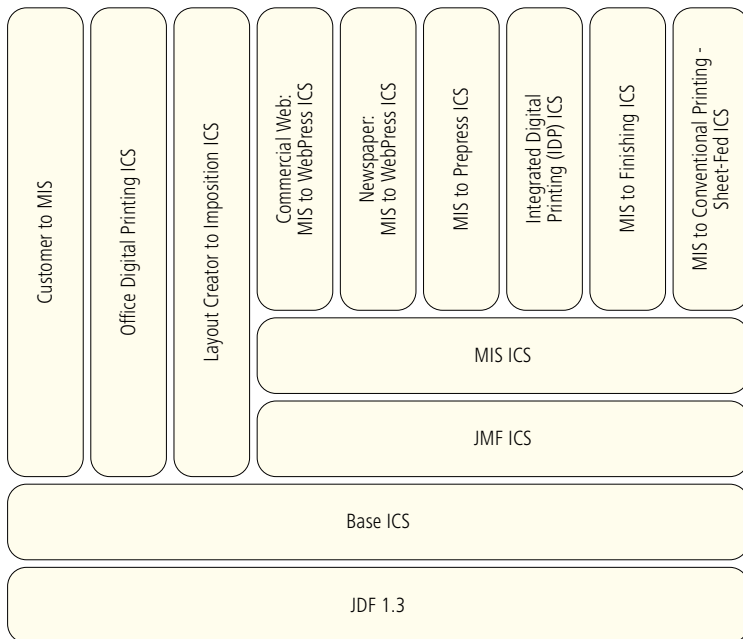 Customer to MIS
Office Digital Printing ICS
Layout Creator to Imposition ICS
Commercial Web:
MIS to WebPress ICS
Newspaper:
MIS to WebPress ICS
MIS to Prepress ICS
Integrated Digital
Printing (IDP) ICS
MIS to Finishing ICS
MIS to Conventional Printing -
Sheet-Fed ICS
MIS ICS
JMF ICS
Base ICS
JDF 1.3